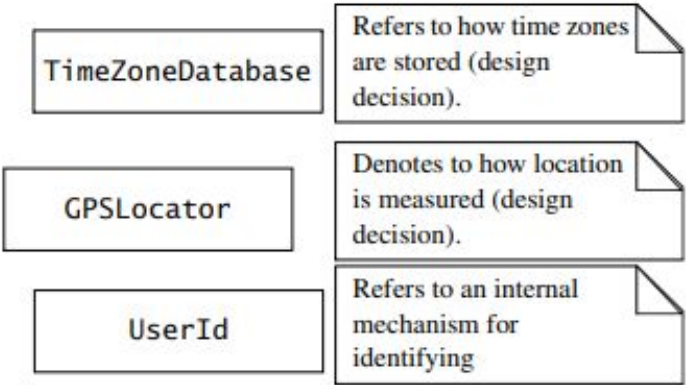 TimeZoneDatabase
Refers to how time zones
are stored (design
decision).
GPSLocator
Denotes to how location
is measured (design
decision).
UserId
Refers to an internal
mechanism for
identifying